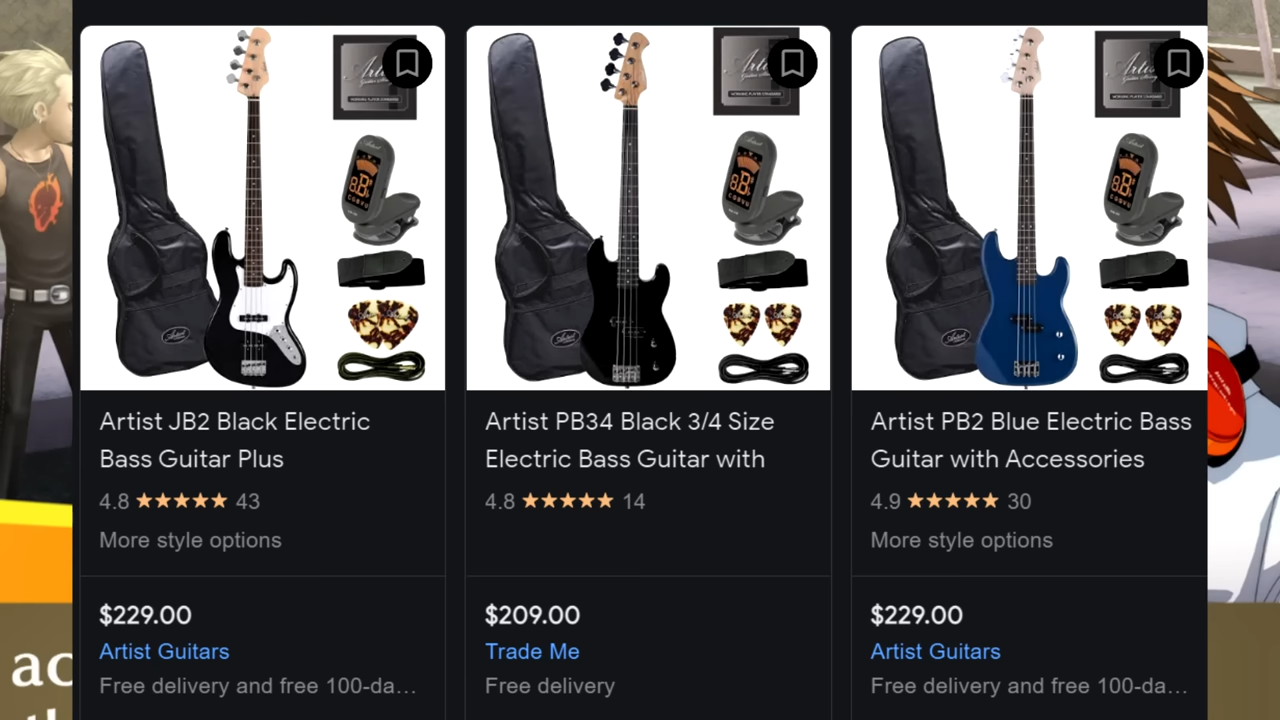 Artist JB2 Black Electric
Bass Guitar Plus
4.8
43
More style options
$229.00
Artist Guitars
Free delivery and free 100-da…
Artist PB34 Black 3/4 Size
Electric Bass Guitar with
4.8
14
$209.00
Trade Me
Free delivery
Artist PB2 Blue Electric Bass
Guitar with Accessories
4.9
30
More style options
$229.00
Artist Guitars
Free delivery and free 100-da…
ac